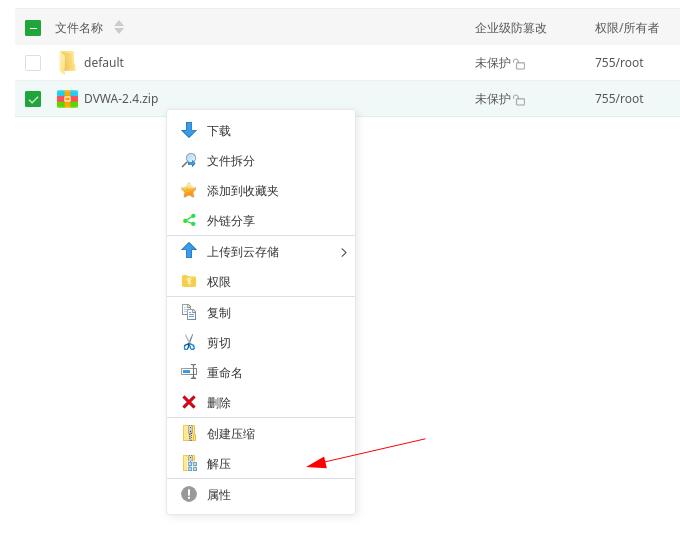 文件名称 企业级防篡改 权限/所有者
default 未保护 755/root
DVWA-2.4.zip 未保护 755/root
下载
文件拆分
添加到收藏夹
外链分享
上传到云存储
权限
复制
剪切
重命名
删除
创建压缩
解压
属性